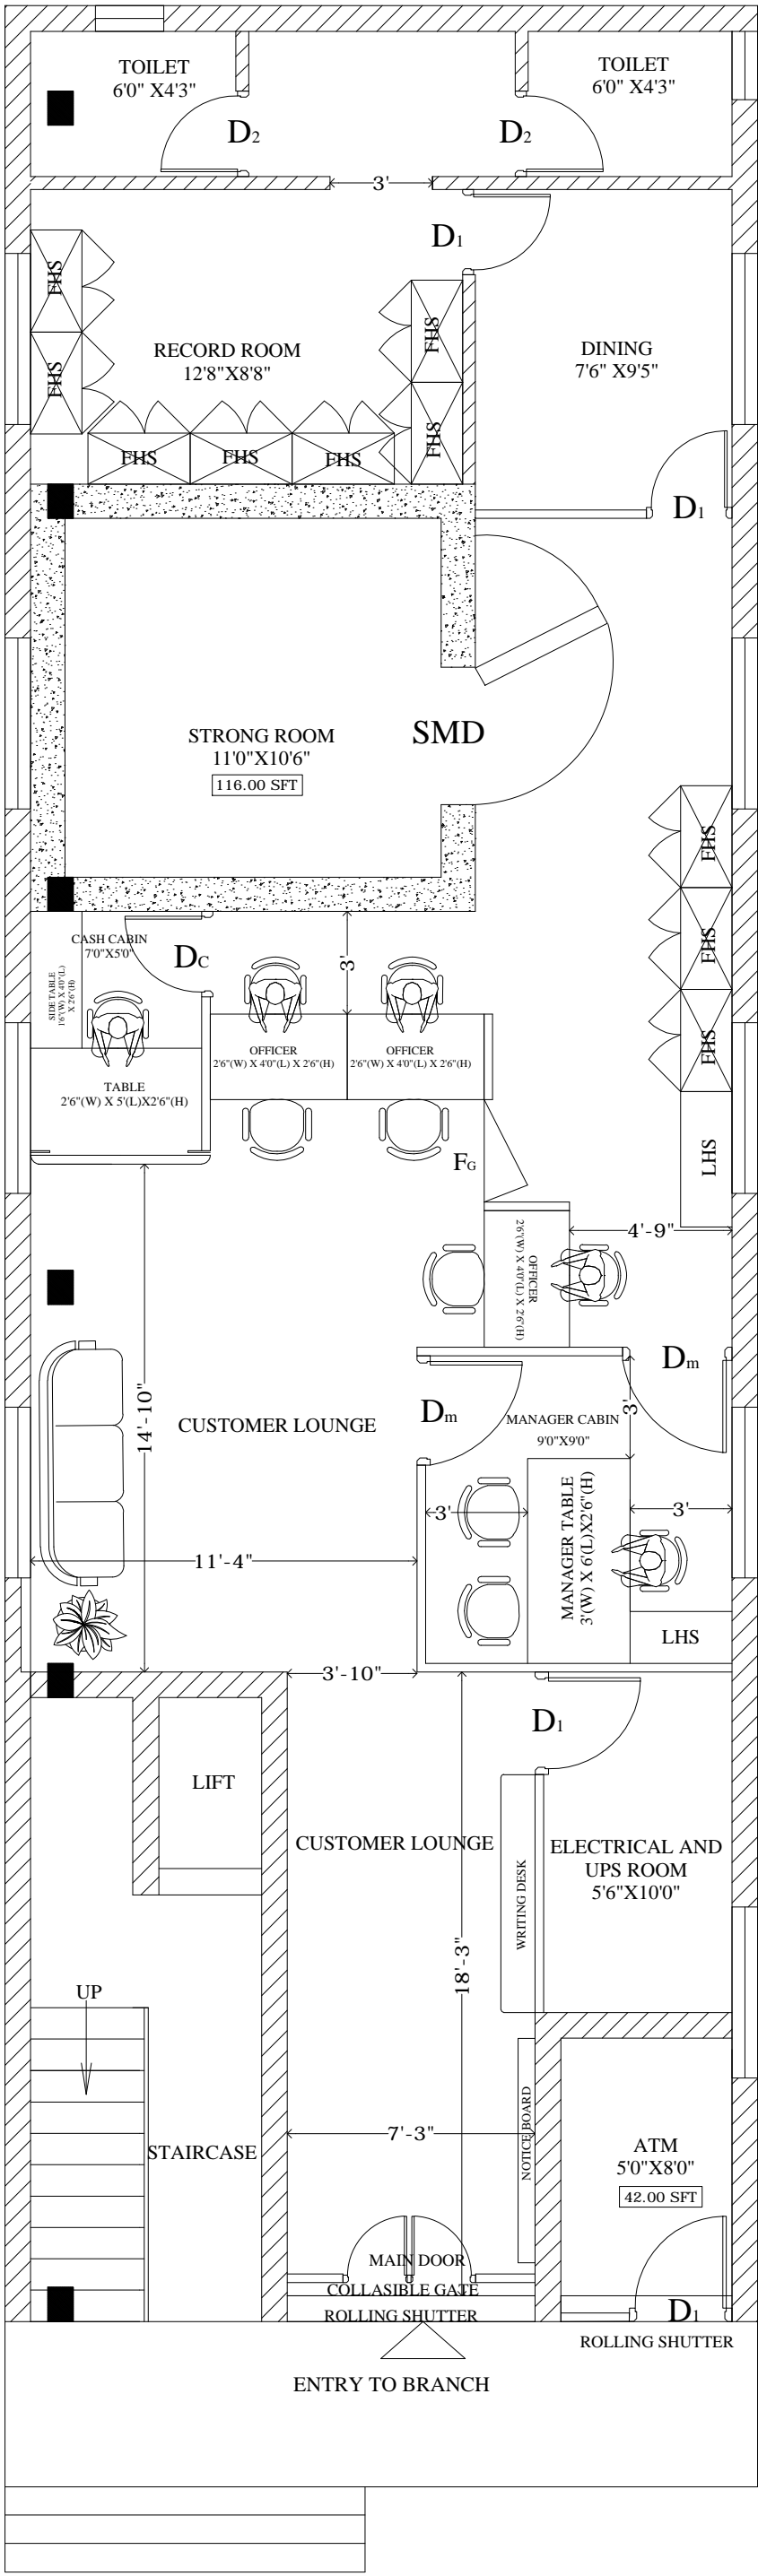 TOILET
6'0" X4'3"
TOILET
6'0" X4'3"
D2
D2
3'
D1
FHS
FHS
FHS
FHS
RECORD ROOM
12'8"X8'8"
DINING
7'6" X9'5"
FHS
FHS
FHS
D1
STRONG ROOM
11'0"X10'6"
116.00 SFT
SMD
FHS
FHS
FHS
CASH CABIN
7'0"X5'0"
DC
3'
SIDE TABLE
1'6"(W) X 4'0"(L)
X 2'6"(H)
OFFICER
2'6"(W) X 4'0"(L) X 2'6"(H)
OFFICER
2'6"(W) X 4'0"(L) X 2'6"(H)
TABLE
2'6"(W) X 5'(L)X2'6"(H)
LHS
FG
4'-9"
OFFICER
2'6"(W) X 4'0"(L) X 2'6"(H)
Dm
Dm
14'-10"
CUSTOMER LOUNGE
MANAGER CABIN
9'0"X9'0"
3'
3'
MANAGER TABLE
3'(W) X 6'(L)X2'6"(H)
3'
11'-4"
LHS
3'-10"
D1
LIFT
CUSTOMER LOUNGE
ELECTRICAL AND
UPS ROOM
5'6"X10'0"
WRITING DESK
18'-3"
UP
7'-3"
NOTICE BOARD
STAIRCASE
ATM
5'0"X8'0"
42.00 SFT
MAIN DOOR
COLLASIBLE GATE
ROLLING SHUTTER
D1
ROLLING SHUTTER
ENTRY TO BRANCH